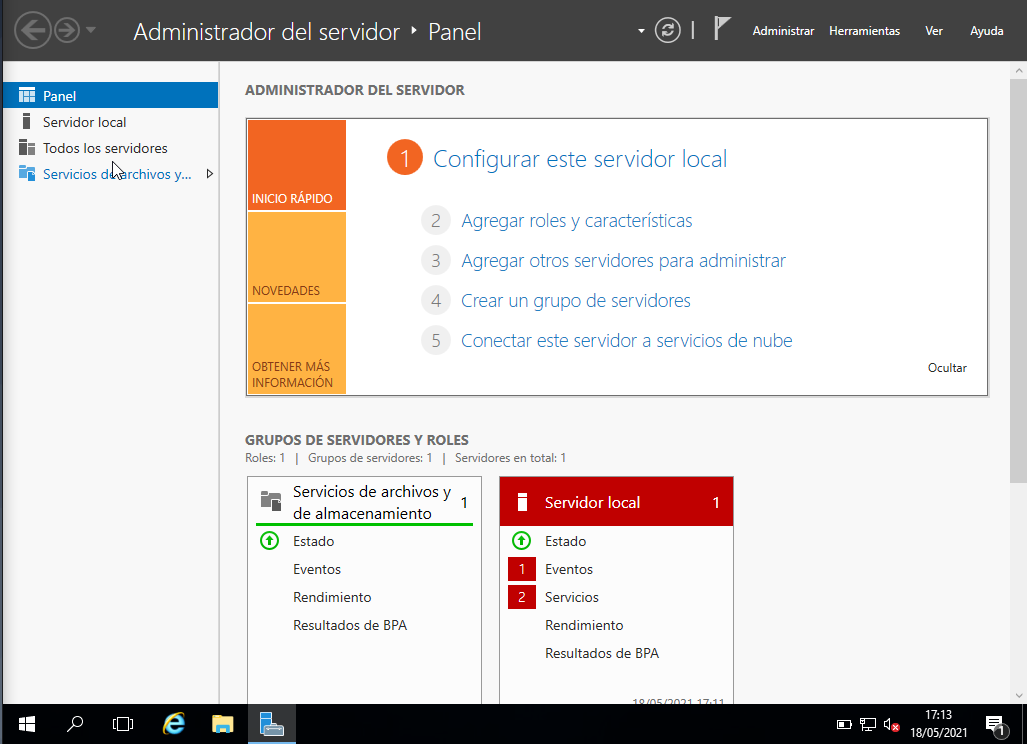 Administrador del servidor ‣ Panel
Administrar Herramientas Ver Ayuda
Panel
Servidor local
Todos los servidores
Servicios de archivos y...
ADMINISTRADOR DEL SERVIDOR
INICIO RÁPIDO
NOVEDADES
OBTENER MÁS
INFORMACIÓN
1 Configurar este servidor local
2 Agregar roles y características
3 Agregar otros servidores para administrar
4 Crear un grupo de servidores
5 Conectar este servidor a servicios de nube
Ocultar
GRUPOS DE SERVIDORES Y ROLES
Roles: 1 | Grupos de servidores: 1 | Servidores en total: 1
Servicios de archivos y
de almacenamiento
1
Estado
Eventos
Rendimiento
Resultados de BPA
Servidor local 1
Estado
1 Eventos
2 Servicios
Rendimiento
Resultados de BPA
18/05/2021 17:11
17:13
18/05/2021
1